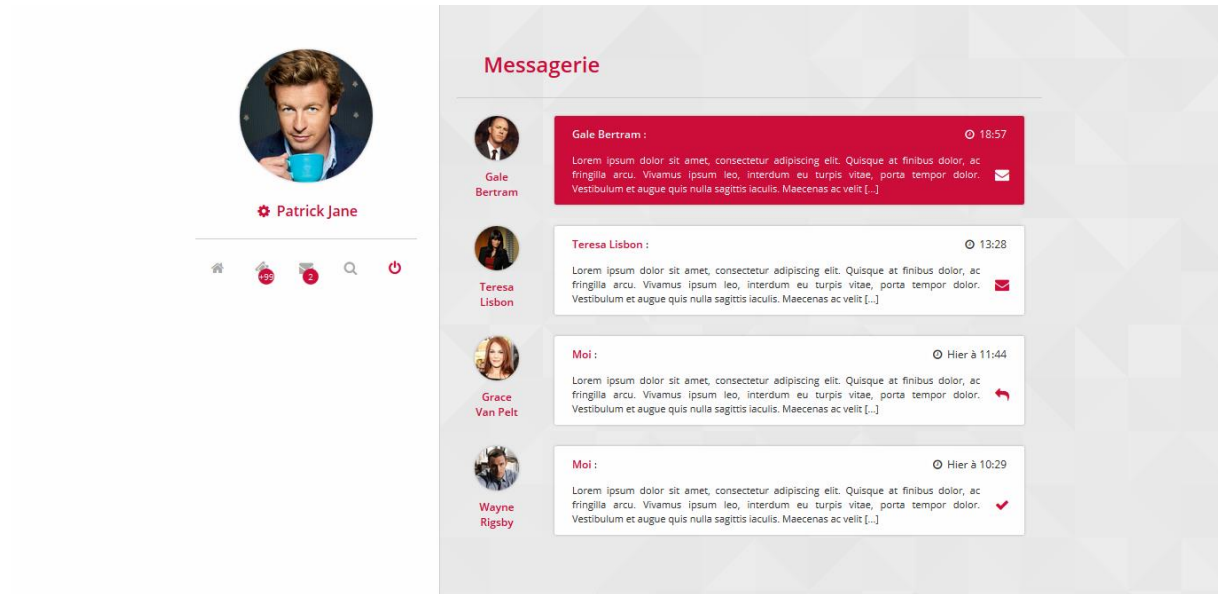 Patrick Jane
+99
2
Messagerie
Gale
Bertram
Gale Bertram :
18:57
Lorem ipsum dolor sit amet, consectetur adipiscing elit. Quisque at finibus dolor, ac
fringilla arcu. Vivamus ipsum leo, interdum eu turpis vitae, porta tempor dolor.
Vestibulum et augue quis nulla sagittis iaculis. Maecenas ac velit [...]
Teresa
Lisbon
Teresa Lisbon :
13:28
Lorem ipsum dolor sit amet, consectetur adipiscing elit. Quisque at finibus dolor, ac
fringilla arcu. Vivamus ipsum leo, interdum eu turpis vitae, porta tempor dolor.
Vestibulum et augue quis nulla sagittis iaculis. Maecenas ac velit [...]
Grace
Van Pelt
Moi :
Hier à 11:44
Lorem ipsum dolor sit amet, consectetur adipiscing elit. Quisque at finibus dolor, ac
fringilla arcu. Vivamus ipsum leo, interdum eu turpis vitae, porta tempor dolor.
Vestibulum et augue quis nulla sagittis iaculis. Maecenas ac velit [...]
Wayne
Rigsby
Moi :
Hier à 10:29
Lorem ipsum dolor sit amet, consectetur adipiscing elit. Quisque at finibus dolor, ac
fringilla arcu. Vivamus ipsum leo, interdum eu turpis vitae, porta tempor dolor.
Vestibulum et augue quis nulla sagittis iaculis. Maecenas ac velit [...]